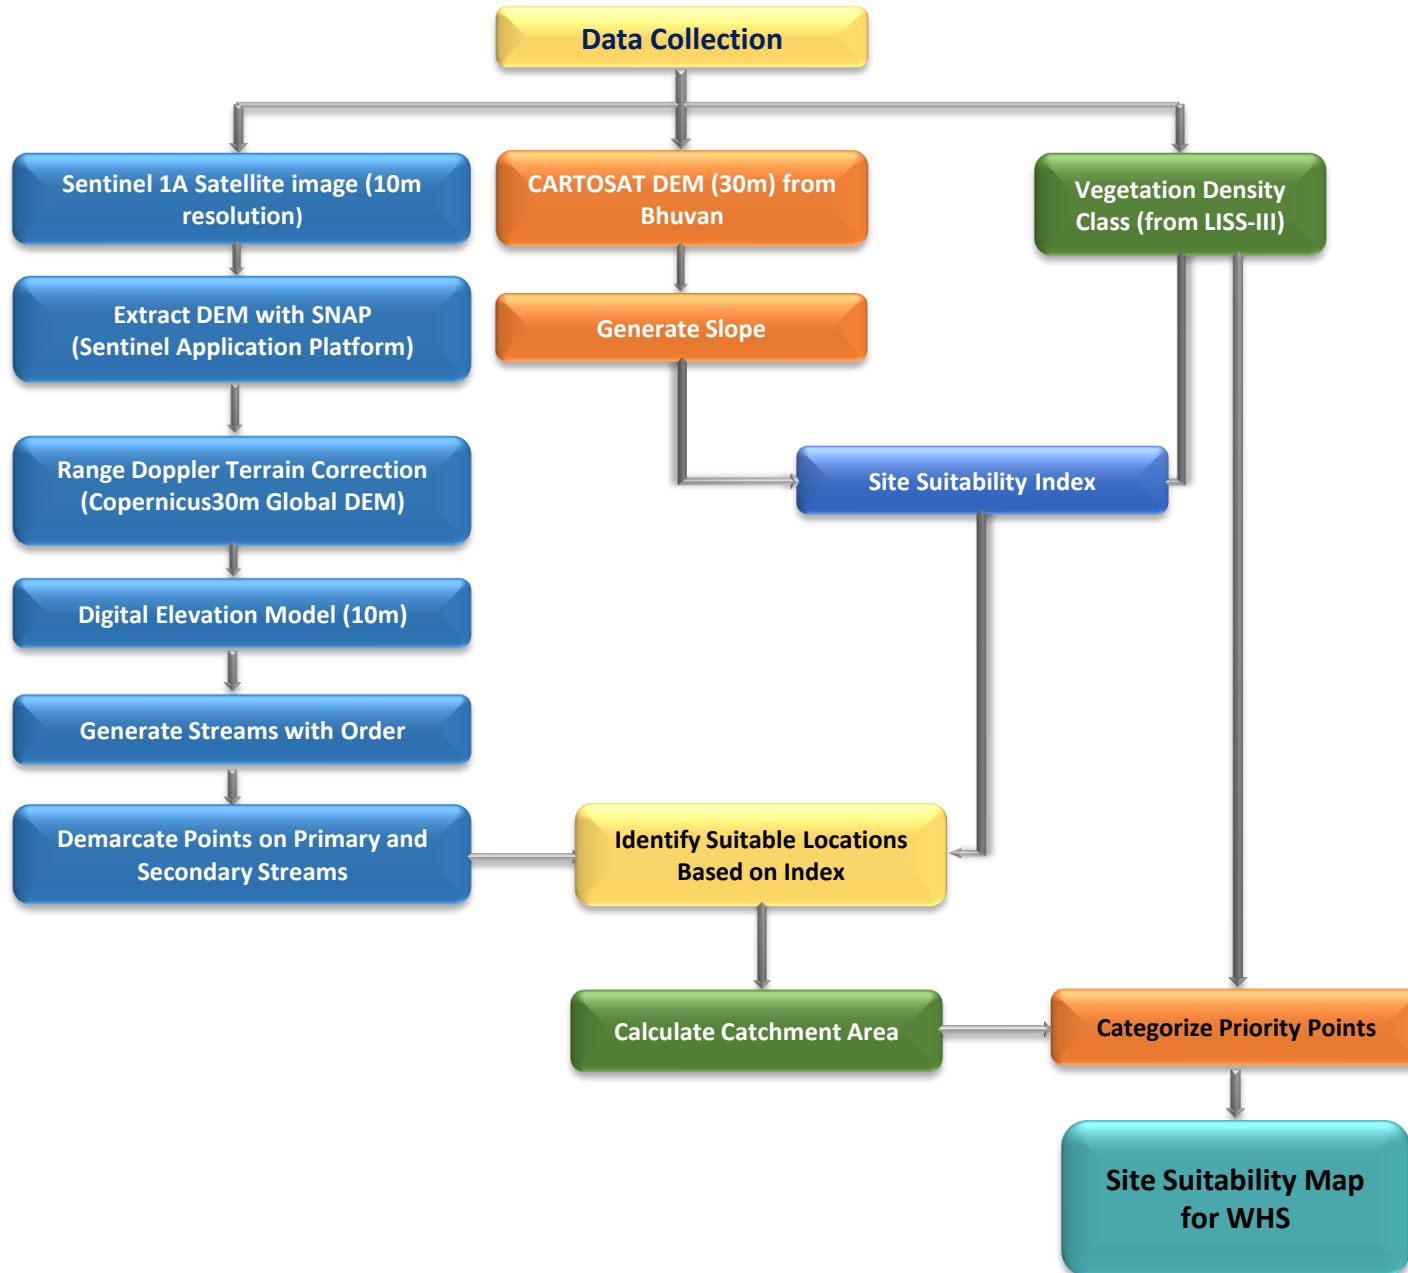 Data Collection
Sentinel 1A Satellite image (10m
resolution)
CARTOSAT DEM (30m) from
Bhuvan
Vegetation Density
Class (from LISS-III)
Extract DEM with SNAP
(Sentinel Application Platform)
Generate Slope
Range Doppler Terrain Correction
(Copernicus30m Global DEM)
Site Suitability Index
Digital Elevation Model (10m)
Generate Streams with Order
Demarcate Points on Primary and
Secondary Streams
Identify Suitable Locations
Based on Index
Calculate Catchment Area
Categorize Priority Points
Site Suitability Map
for WHS